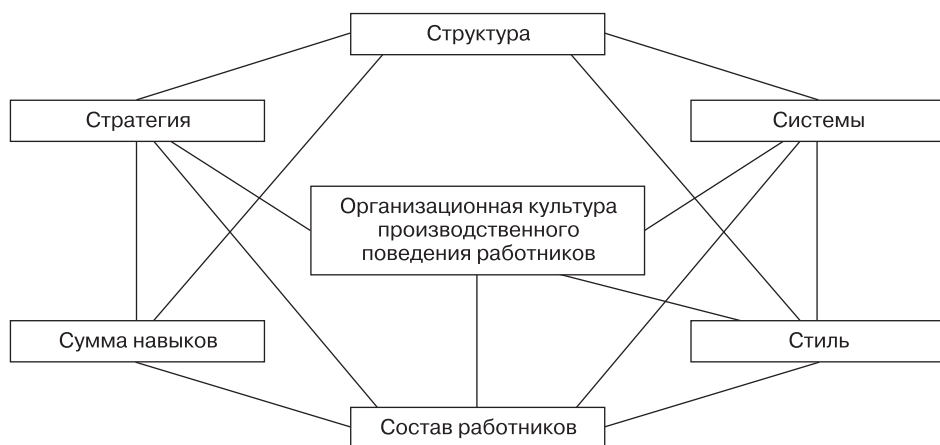 Структура
Стратегия
Системы
Организационная культура
производственного
поведения работников
Сумма навыков
Стиль
Состав работников